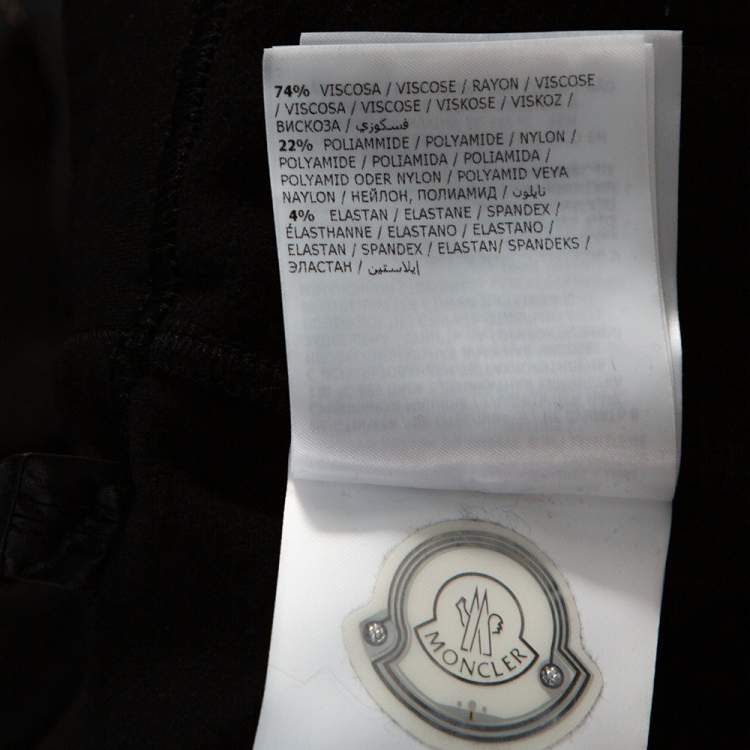 74% VISCOSA / VISCOSE / RAYON / VISCOSE
/ VISCOSA / VISCOSE / VISKOSE / VISKOZ /
ВИСКОЗА / فسكوزي
22% POLIAMMIDE / POLYAMIDE / NYLON /
POLYAMIDE / POLIAMIDA / POLIAMIDA /
POLYAMID ODER NYLON / POLYAMID VEYA
NAYLON / НЕЙЛОН, ПОЛИАМИД / نايلون
4% ELASTAN / ELASTANE / SPANDEX /
ÉLASTHANNE / ELASTANO / ELASTANO /
ELASTAN / SPANDEX / ELASTAN/ SPANDEKS /
ЭЛАСТАН / إيلاستين
MONCLER